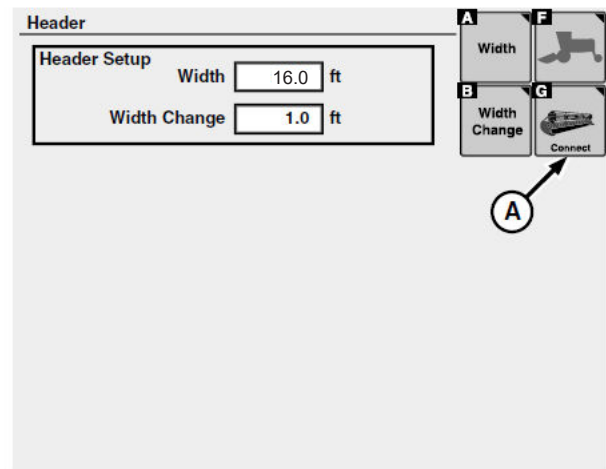 Header
Header Setup
Width 16.0 ft
Width Change 1.0 ft
A
Width
F
B
Width
Change
G
Connect
A